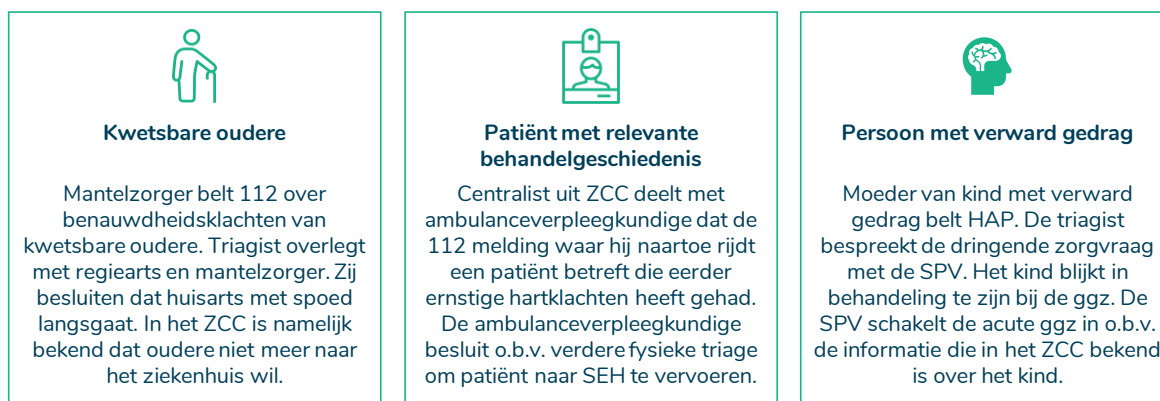 Kwetsbare oudere
Mantelzorger belt 112 over
benauwdheidsklachten van
kwetsbare oudere. Triagist overlegt
met regiearts en mantelzorger. Zij
besluiten dat huisarts met spoed
langsgaat. In het ZCC is namelijk
bekend dat oudere niet meer naar
het ziekenhuis wil.
Patiënt met relevante
behandelgeschiedenis
Centralist uit ZCC deelt met
ambulanceverpleegkundige dat de
112 melding waar hij naartoe rijdt
een patiënt betreft die eerder
ernstige hartklachten heeft gehad.
De ambulanceverpleegkundige
besluit o.b.v. verdere fysieke triage
om patiënt naar SEH te vervoeren.
Persoon met verward gedrag
Moeder van kind met verward
gedrag belt HAP. De triagist
bespreekt de dringende zorgvraag
met de SPV. Het kind blijkt in
behandeling te zijn bij de ggz. De
SPV schakelt de acute ggz in o.b.v.
de informatie die in het ZCC bekend
is over het kind.